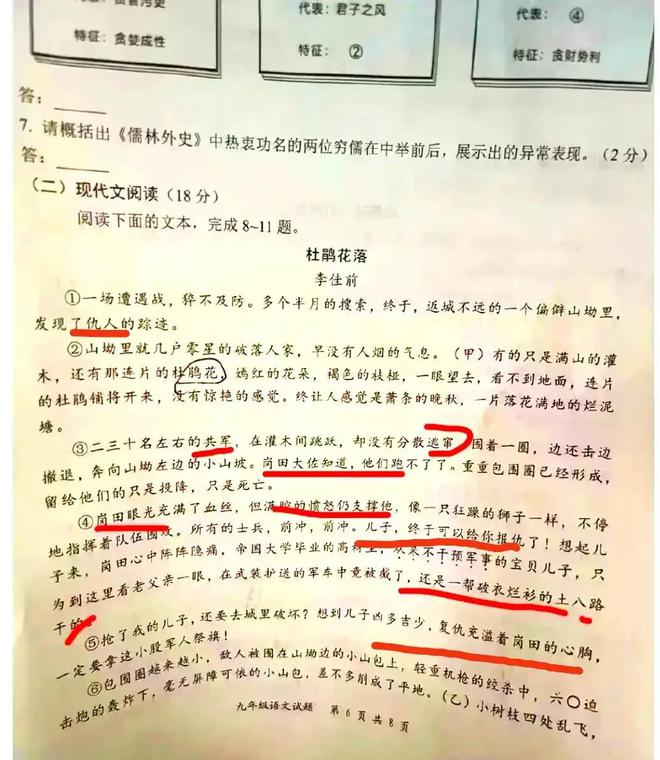 代表：君子之风
代表： ④
特征：贪婪成性
特征： ②
特征：贪财势利
答：
7. 请概括出《儒林外史》中热衷功名的两位穷儒在中举前后，展示出的异常表现。（2 分）
答：
（二）现代文阅读（18 分）
阅读下面的文本，完成 8~11 题。
杜鹃花落
李佳前
①一场遭遇战，猝不及防。多个半月的搜索，终于，返城不远的一个偏僻山坳里，
发现了仇人的踪迹。
②山坳里就几户零星的破落人家，早没有人烟的气息。（甲）有的只是满山的灌
木，还有那连片的杜鹃花，嫣红的花朵，褐色的枝桠，一眼望去，看不到地面，连片
的杜鹃铺将开来，没有惊艳的感觉。终让人感觉是萧条的晚秋，一片落花满地的烂泥
塘。
③二三十名左右的共军，在灌木间跳跃，却没有分散逃窜，围着一圈，边还击边
撤退，奔向山坳左边的小山坡。岗田大佐知道，他们跑不了了。重重包围圈已经形成，
留给他们的只是投降，只是死亡。
④岗田眼光充满了血丝，但满腔的愤怒仍支撑他，像一只狂躁的狮子一样，不停
地指挥着队伍围攻。所有的士兵，前冲，前冲。儿子，终于可以给你报仇了！想起儿
子来，岗田心中阵阵隐痛，帝国大学毕业的高材生，从来不干预军事的宝贝儿子，只
为到这里看老父亲一眼，在武装护送的军车中竟被截了，还是一帮破衣烂衫的土八路
干的。
⑤抢了我的儿子，还要去城里破坏？想到儿子凶多吉少，复仇充溢着岗田的心胸，
一定要拿这小股军人祭旗！
⑥包围圈越来越小，敌人被围在山坳边的小山包上，轻重机枪的绞杀中，六〇迫
击炮的轰炸下，毫无屏障可依的小山包，差不多削成了平地。（乙）小树枝四处乱飞，
九年级语文试题 第 6 页 共 8 页